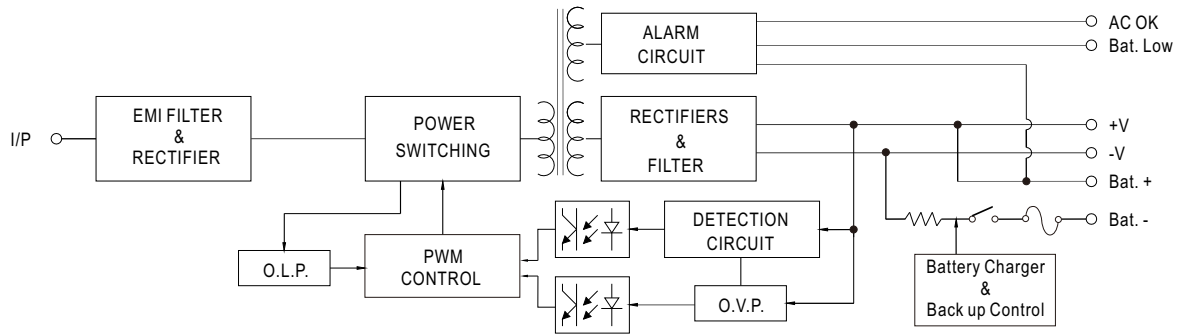 ALARM
CIRCUIT
AC OK
Bat. Low
I/P
EMI FILTER
&
RECTIFIER
POWER
SWITCHING
RECTIFIERS
&
FILTER
+V
-V
Bat. +
Bat. -
O.L.P.
PWM
CONTROL
DETECTION
CIRCUIT
O.V.P.
Battery Charger
&
Back up Control